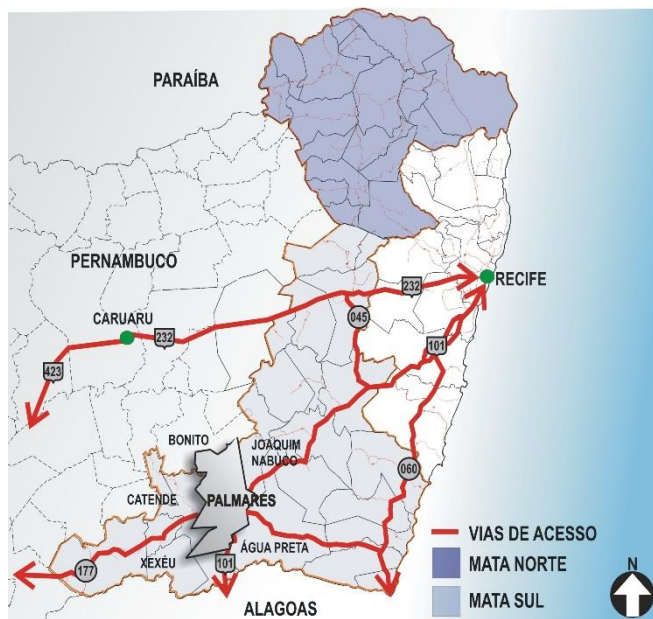 PARAÍBA
PERNAMBUCO
232
RECIFE
CARUARU
232
045
101
423
BONITO
JOAQUIM
NABUCO
060
CATENDE
PALMARES
VIAS DE ACESSO
XEXÉU
ÁGUA PRETA
101
177
MATA NORTE
N
MATA SUL
ALAGOAS